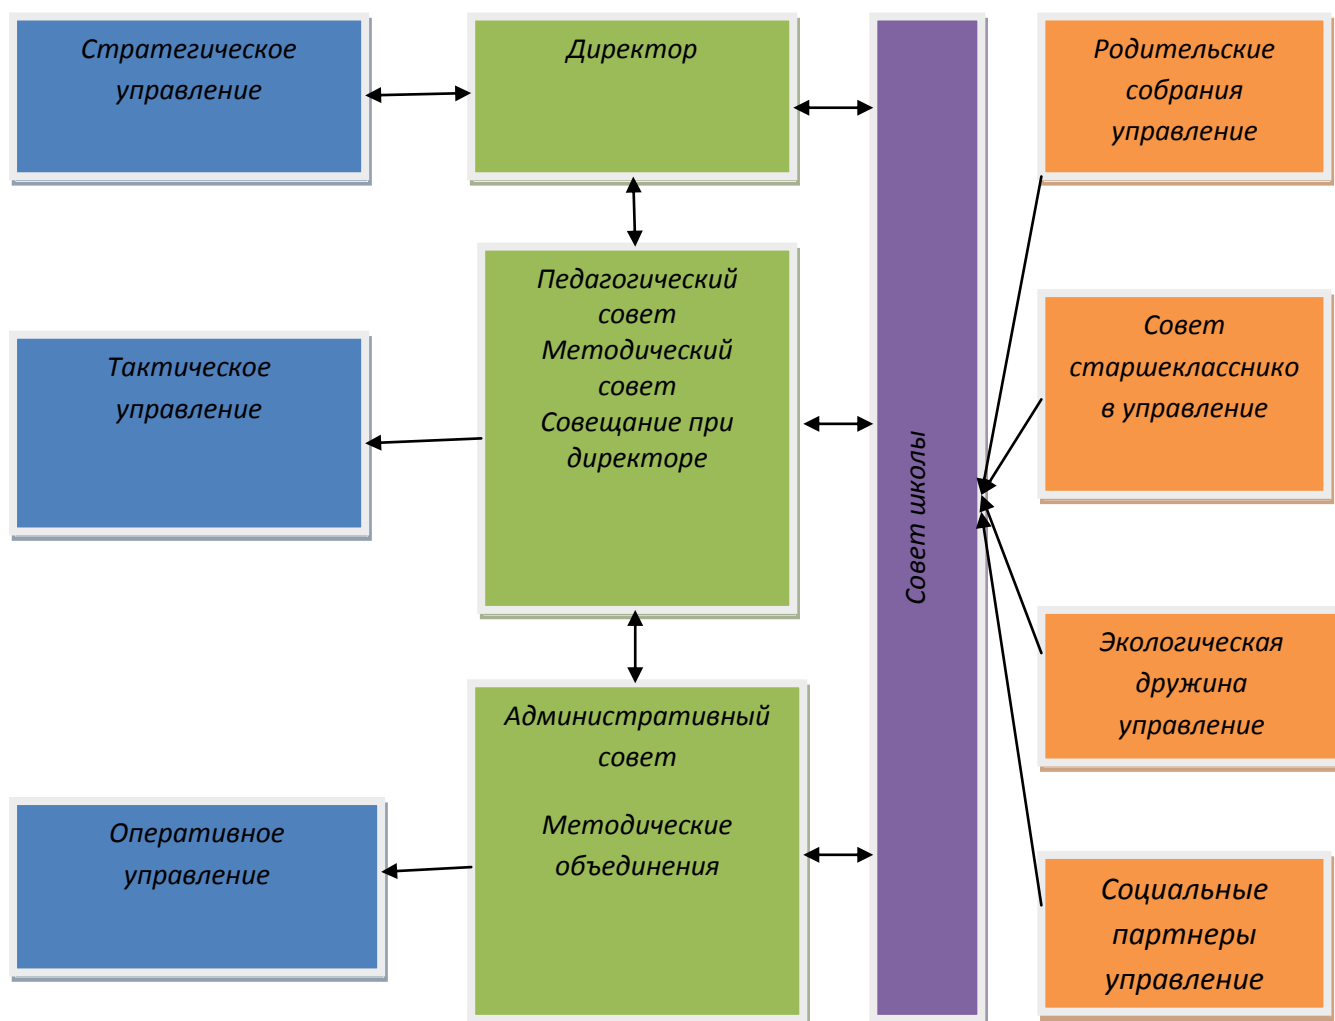 Стратегическое
управление
Директор
Родительские
собрания
управление
Педагогический
совет
Методический
совет
Совещание при
директоре
Совет
старшекласснико
в управление
Тактическое
управление
Совет школы
Экологическая
дружина
управление
Административный
совет
Методические
объединения
Оперативное
управление
Социальные
партнеры
управление